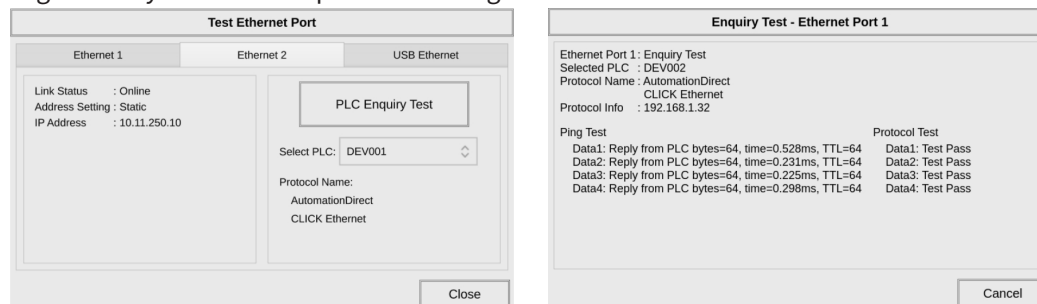 Test Ethernet Port
Ethernet 1
Ethernet 2
USB Ethernet
Link Status : Online
Address Setting : Static
IP Address : 10.11.250.10
PLC Enquiry Test
Select PLC: DEV001
Protocol Name:
AutomationDirect
CLICK Ethernet
Close
Enquiry Test - Ethernet Port 1
Ethernet Port 1 : Enquiry Test
Selected PLC : DEV002
Protocol Name : AutomationDirect
CLICK Ethernet
Protocol Info : 192.168.1.32
Ping Test Protocol Test
Data1: Reply from PLC bytes=64, time=0.528ms, TTL=64 Data1: Test Pass
Data2: Reply from PLC bytes=64, time=0.231ms, TTL=64 Data2: Test Pass
Data3: Reply from PLC bytes=64, time=0.225ms, TTL=64 Data3: Test Pass
Data4: Reply from PLC bytes=64, time=0.298ms, TTL=64 Data4: Test Pass
Cancel